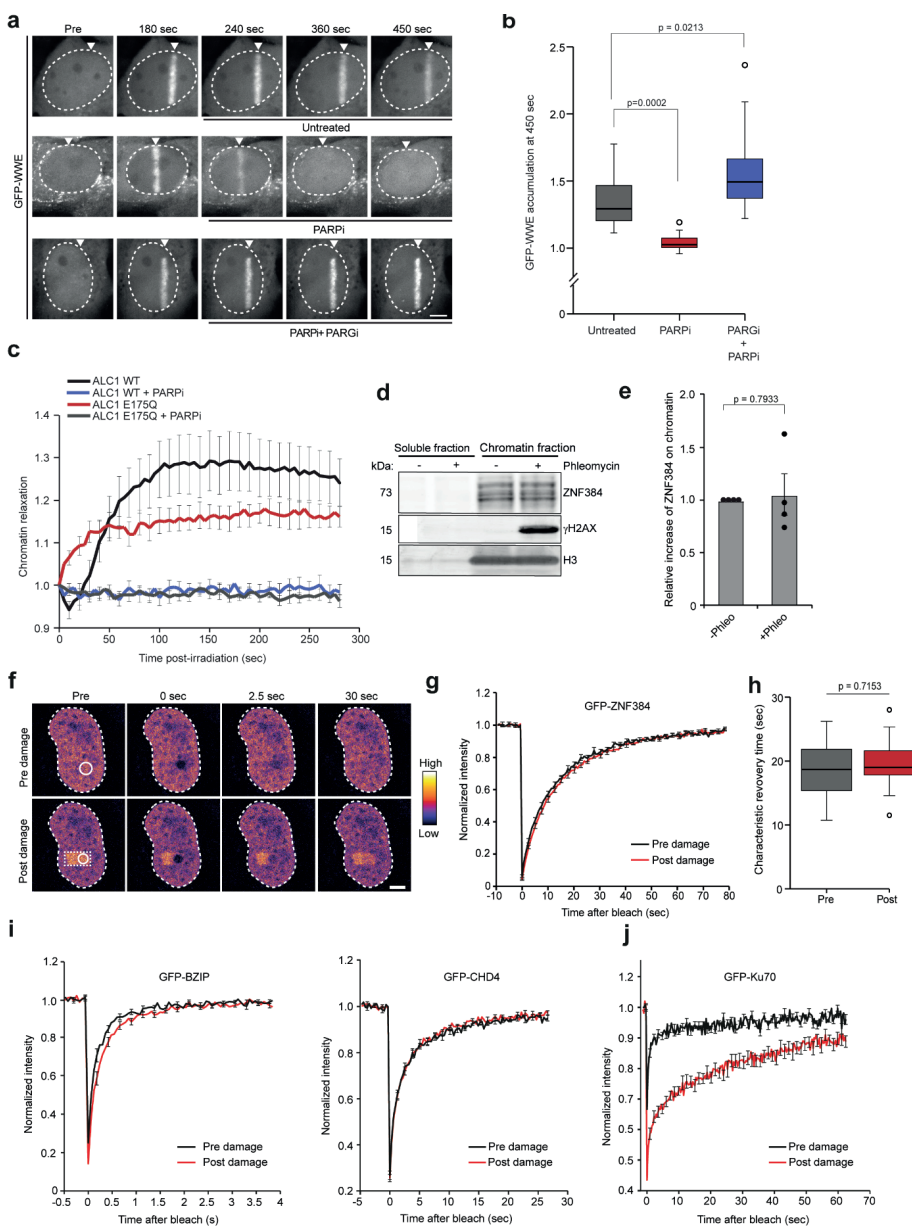 a
Pre 180 sec 240 sec 360 sec 450 sec
GFP-WWE
Untreated
PARPi
PARPi+ PARGi
b
GFP-WWE accumulation at 450 sec
p = 0.0213
p=0.0002
2.5
2.0
1.5
1.0
0
Untreated PARPi PARGi
+
PARPi
c
ALC1 WT
ALC1 WT + PARPi
ALC1 E175Q
ALC1 E175Q + PARPi
Chromatin relaxation
1.4
1.3
1.2
1.1
1.0
0.9
0 50 100 150 200 250 300
Time post-irradiation (sec)
d
Soluble fraction Chromatin fraction
kDa: - + - + Phleomycin
73 ZNF384
15 γH2AX
15 H3
e
Relative increase of ZNF384 on chromatin
p = 0.7933
2.0
1.5
1.0
0.5
0
-Phleo +Phleo
f
Pre 0 sec 2.5 sec 30 sec
Pre damage
Post damage
High
Low
g
GFP-ZNF384
Normalized intensity
1.4
1.2
1.0
0.8
0.6
0.4
0.2
0
-10 0 10 20 30 40 50 60 70 80
Time after bleach (sec)
Pre damage
Post damage
h
p = 0.7153
Characteristic revovery time (sec)
30
20
10
0
Pre Post
i
GFP-BZIP
Normalized intensity
1.2
1.0
0.8
0.6
0.4
0
-0.5 0 0.5 1 1.5 2 2.5 3 3.5 4
Time after bleach (s)
Pre damage
Post damage
GFP-CHD4
Normalized intensity
1.2
1.0
0.8
0.6
0.4
0.2
-5 0 5 10 15 20 25 30
Time after bleach (sec)
Pre damage
Post damage
j
GFP-Ku70
Normalized intensity
1.2
1.0
0.9
0.8
0.7
0.6
0.5
0.4
0 10 20 30 40 50 60 70
Time after bleach (sec)
Pre damage
Post damage